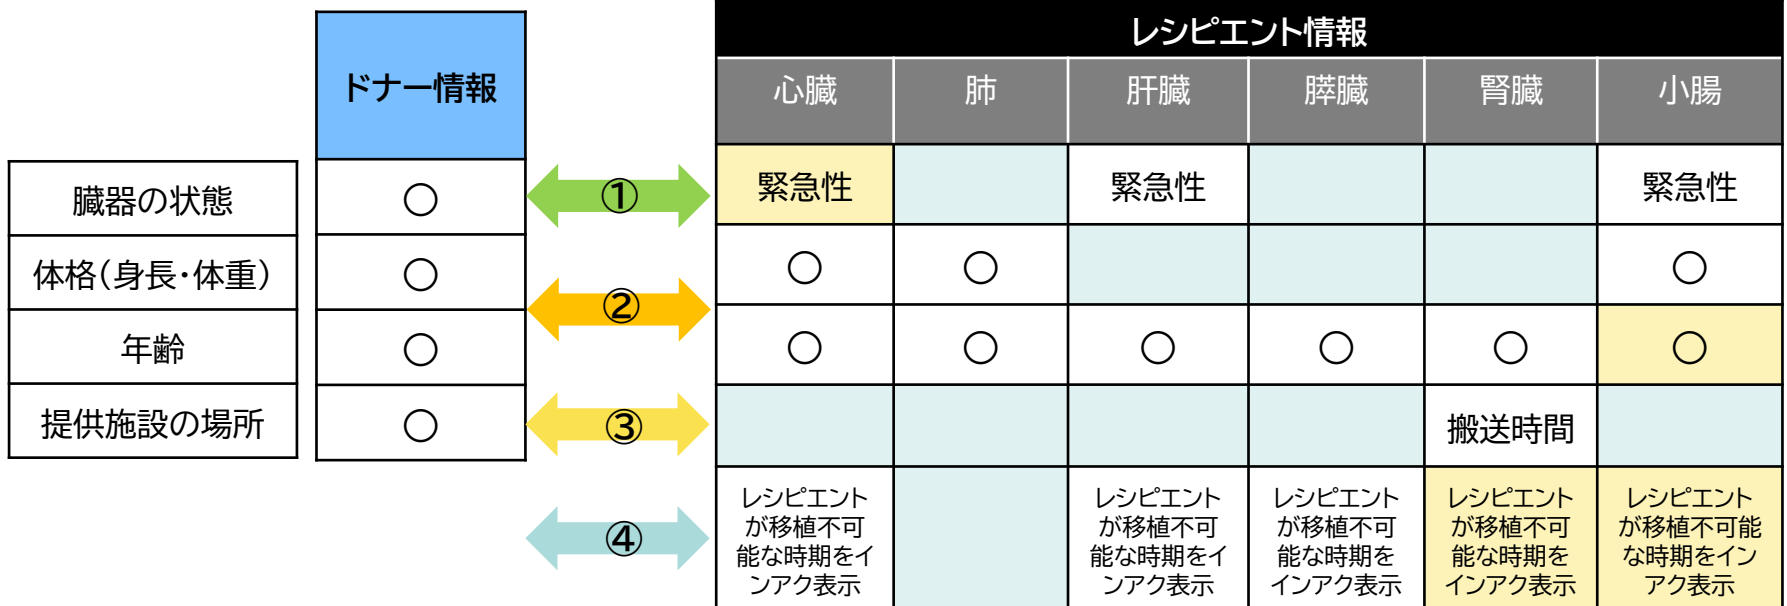 レシピエント情報
ドナー情報
心臓 肺 肝臓 膵臓 腎臓 小腸
臓器の状態 〇 ① 緊急性 緊急性 緊急性
体格(身長・体重) 〇 〇 〇 〇
②
年齢 〇 〇 〇 〇 〇 〇 〇
提供施設の場所 〇 ③ 搬送時間
④
レシピエント
が移植不可
能な時期をイ
ンアク表示
レシピエント
が移植不可
能な時期をイ
ンアク表示
レシピエント
が移植不可
能な時期を
インアク表示
レシピエント
が移植不可
能な時期を
インアク表示
レシピエント
が移植不可能
な時期をイン
アク表示